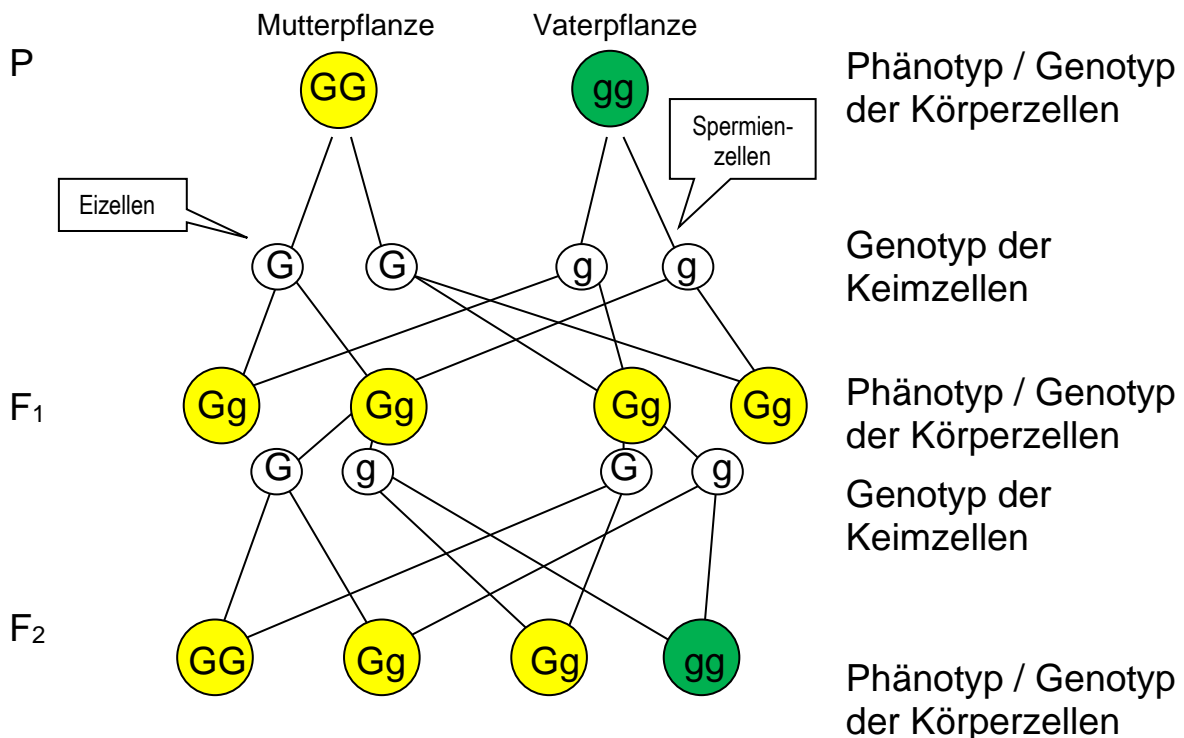 Mutterpflanze Vaterpflanze
P
GG gg
Phänotyp / Genotyp
der Körperzellen
Spermien-
zellen
Eizellen
G G g g
Genotyp der
Keimzellen
F1
Gg Gg Gg Gg
Phänotyp / Genotyp
der Körperzellen
G g G g
Genotyp der
Keimzellen
F2
GG Gg Gg gg
Phänotyp / Genotyp
der Körperzellen